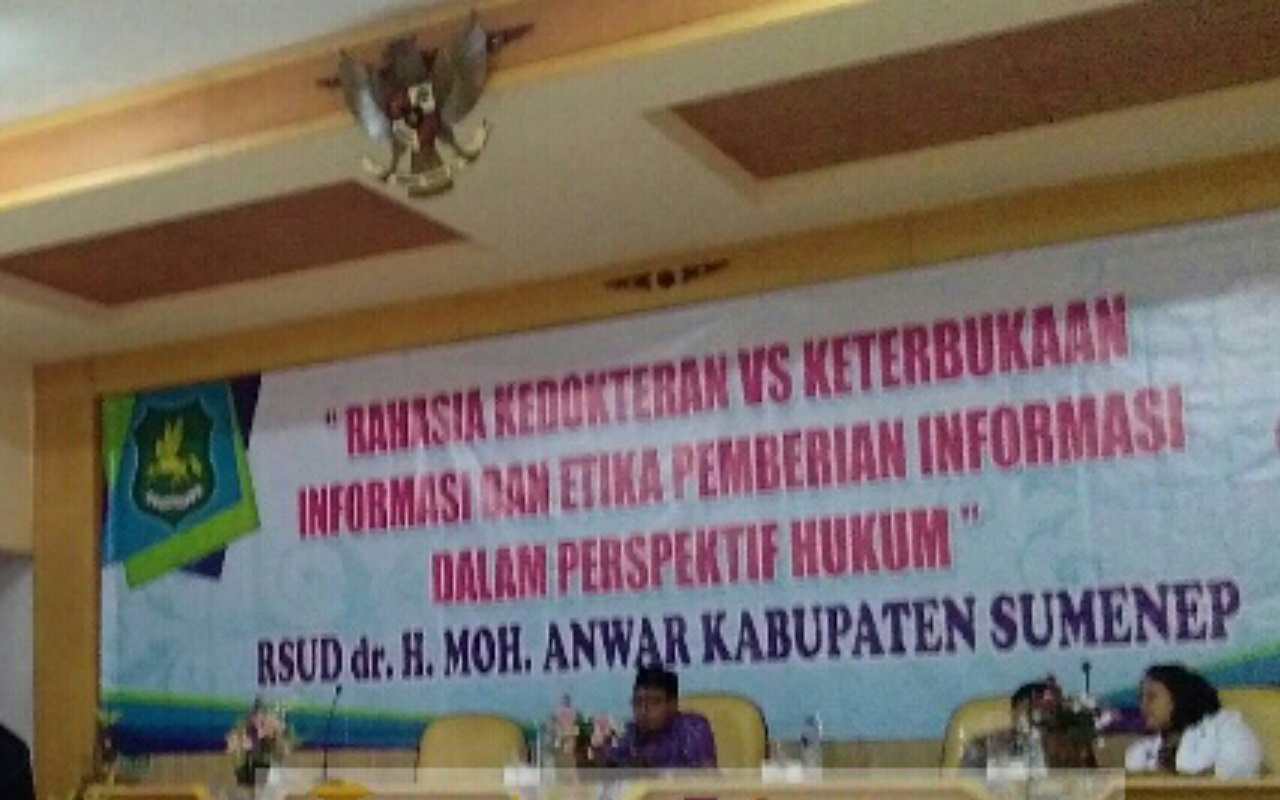 " RAHASIA KEDOKTERAN VS KETERBUKAAN
INFORMASI DAN ETIKA PEMBERIAN INFORMASI
DALAM PERSPEKTIF HUKUM "
RSUD dr. H. MOH. ANWAR KABUPATEN SUMENEP